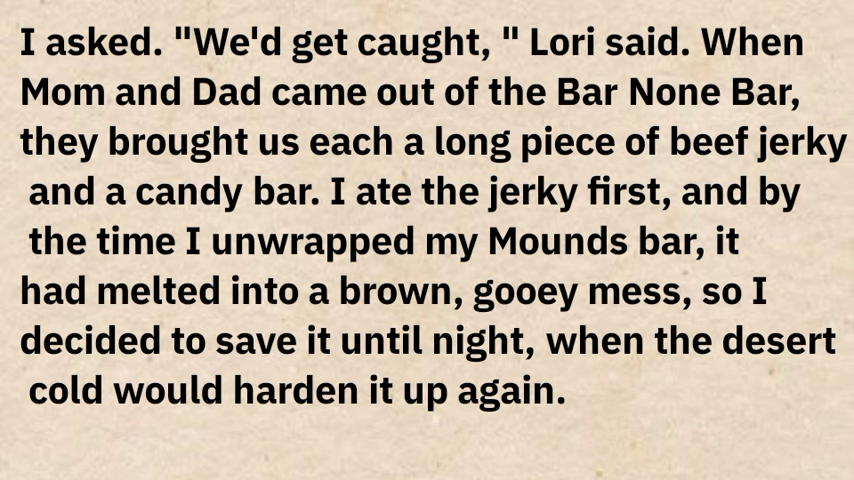 I asked. "We'd get caught, " Lori said. When
Mom and Dad came out of the Bar None Bar,
they brought us each a long piece of beef jerky
and a candy bar. I ate the jerky first, and by
the time I unwrapped my Mounds bar, it
had melted into a brown, gooey mess, so I
decided to save it until night, when the desert
cold would harden it up again.